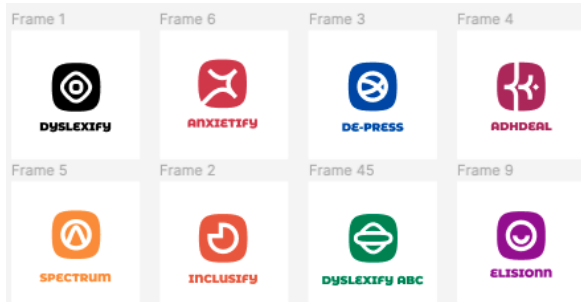 Frame 1
Frame 6
Frame 3
Frame 4
DYSLEXIFY
ANXIETIFY
DE-PRESS
ADHDEAL
Frame 5
Frame 2
Frame 45
Frame 9
SPECTRUM
INCLUSIFY
DYSLEXIFY ABC
ELISIONN